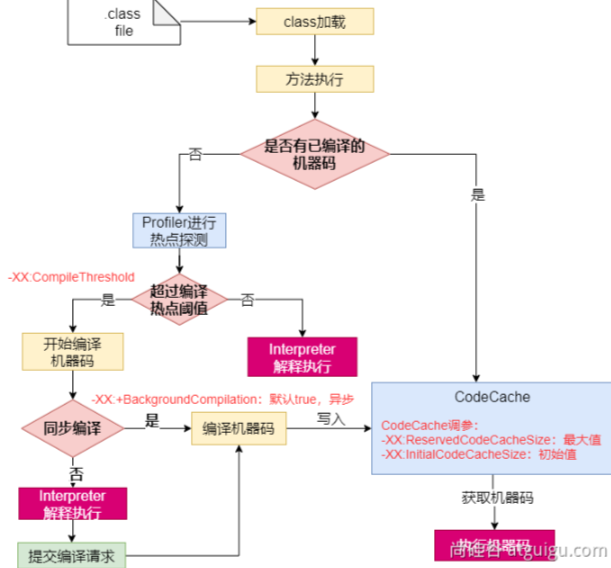 .class
file
class加载
方法执行
是否有已编译的
机器码
否
是
Profiler进行
热点探测
-XX:CompileThreshold
超过编译
热点阈值
是
否
开始编译
机器码
Interpreter
解释执行
-XX:+BackgroundCompilation：默认true，异步
同步编译
是
编译机器码
写入
CodeCache
CodeCache调参：
-XX:ReservedCodeCacheSize：最大值
-XX:InitialCodeCacheSize：初始值
否
Interpreter
解释执行
获取机器码
提交编译请求
执行机器码
尚硅谷-atguigu.com